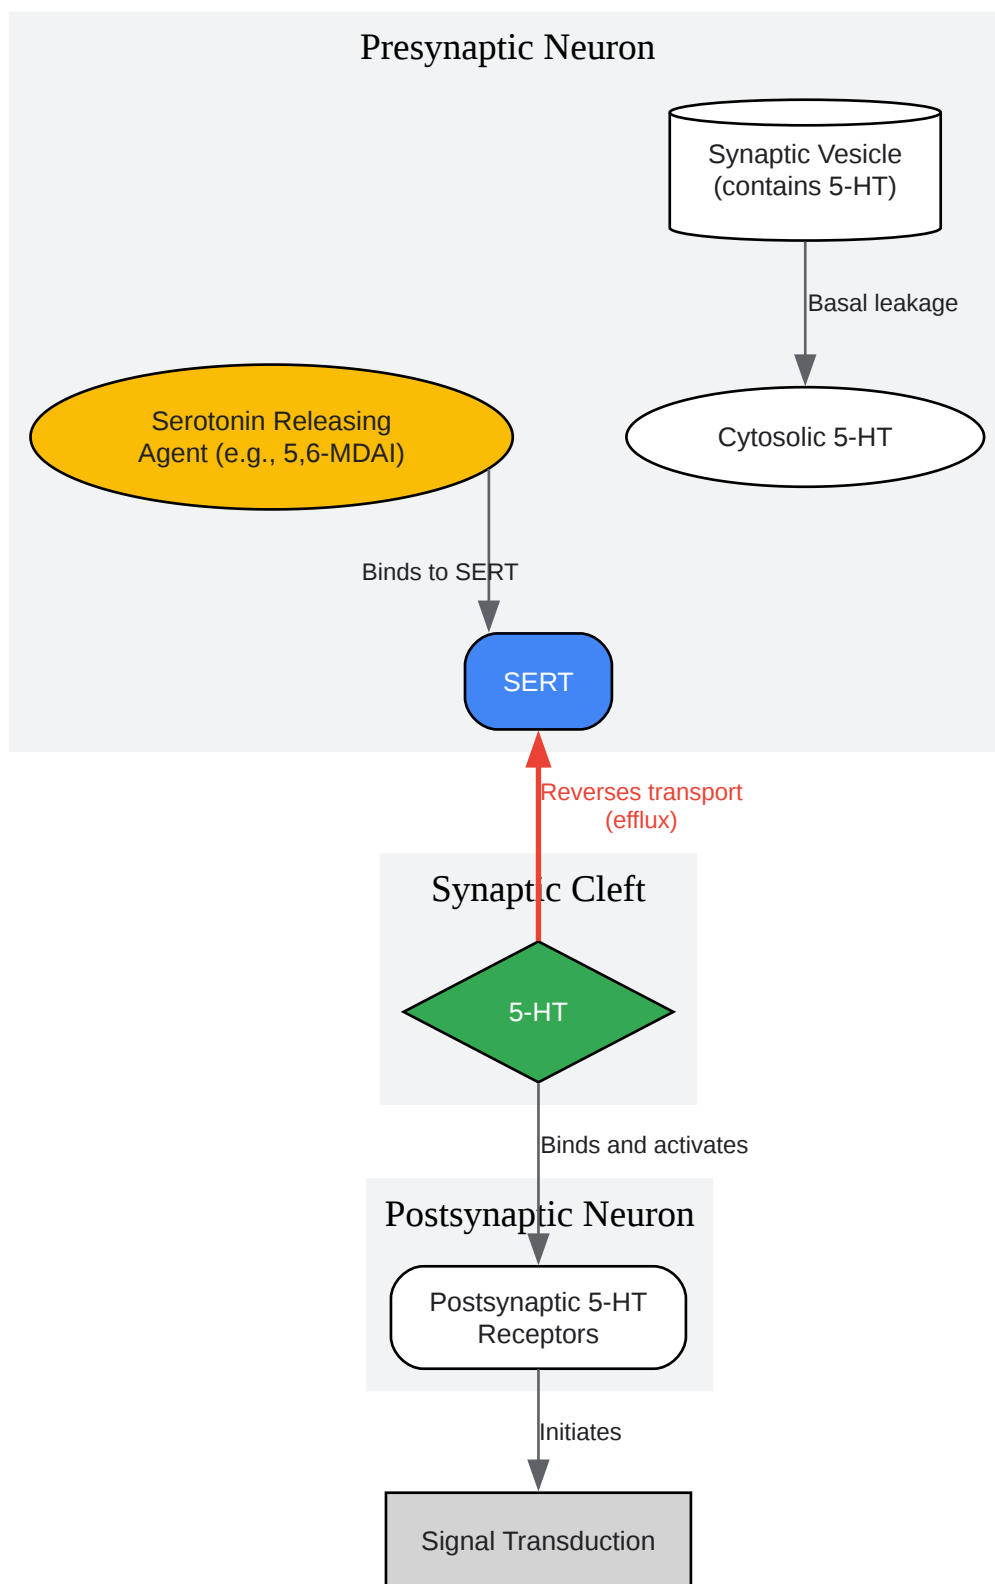 Presynaptic Neuron
Synaptic Vesicle
(contains 5-HT)
Basal leakage
Serotonin Releasing
Agent (e.g., 5,6-MDAI)
Cytosolic 5-HT
Binds to SERT
SERT
Reverses transport
(efflux)
Synaptic Cleft
5-HT
Binds and activates
Postsynaptic Neuron
Postsynaptic 5-HT
Receptors
Initiates
Signal Transduction